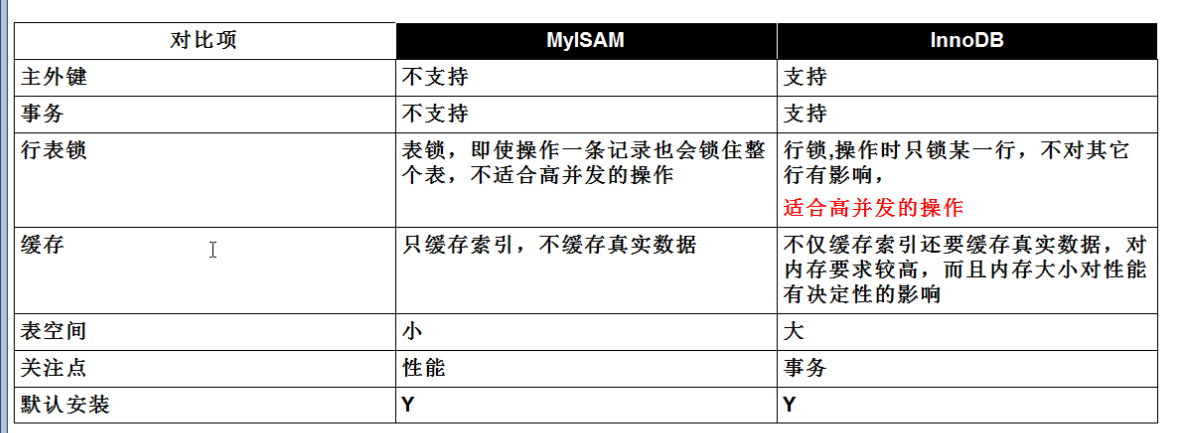 对比项 MyISAM InnoDB
主外键 不支持 支持
事务 不支持 支持
行表锁 表锁，即使操作一条记录也会锁住整 行锁,操作时只锁某一行，不对其它
个表，不适合高并发的操作 行有影响，
适合高并发的操作
缓存 只缓存索引，不缓存真实数据 不仅缓存索引还要缓存真实数据，对
内存要求较高，而且内存大小对性能
有决定性的影响
表空间 小 大
关注点 性能 事务
默认安装 Y Y